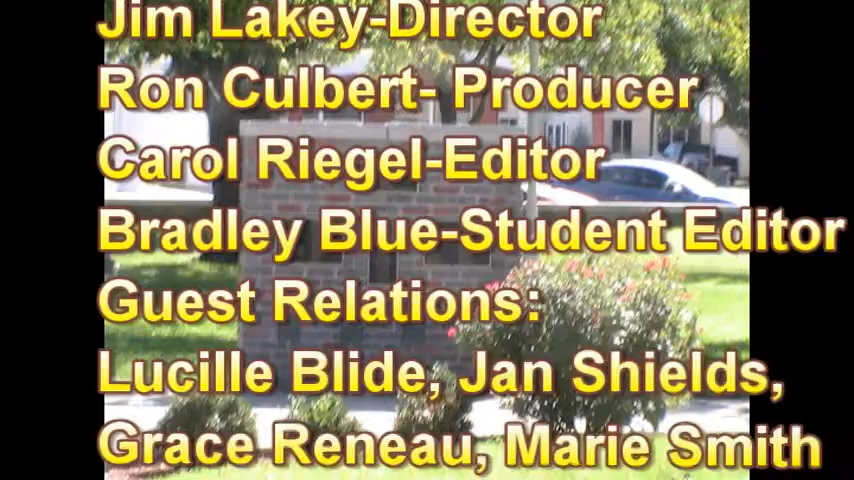 Jim Lakey-Director
Ron Culbert- Producer
Carol Riegel-Editor
Bradley Blue-Student Editor
Guest Relations:
Lucille Blide, Jan Shields,
Grace Reneau, Marie Smith